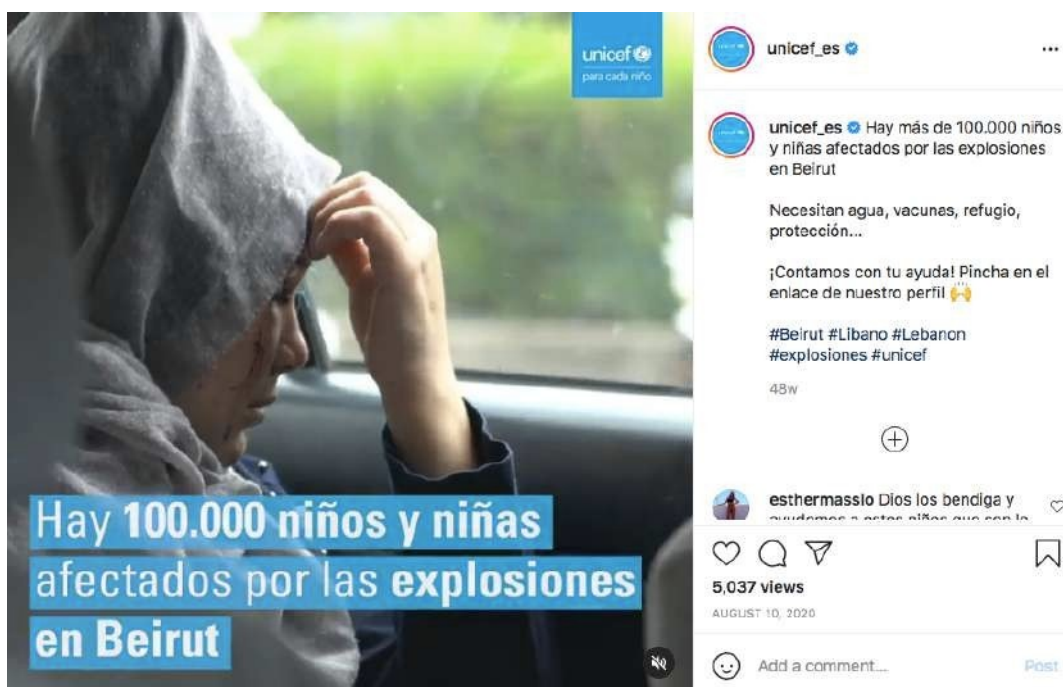 unicef
para cada niño
Hay 100.000 niños y niñas
afectados por las explosiones
en Beirut
unicef_es
unicef_es Hay más de 100.000 niños
y niñas afectados por las explosiones
en Beirut
Necesitan agua, vacunas, refugio,
protección...
¡Contamos con tu ayuda! Pincha en el
enlace de nuestro perfil 🙌
#Beirut #Libano #Lebanon
#explosiones #unicef
48w
esthermassio Dios los bendiga y
5,037 views
AUGUST 10, 2020
Add a comment...
Post